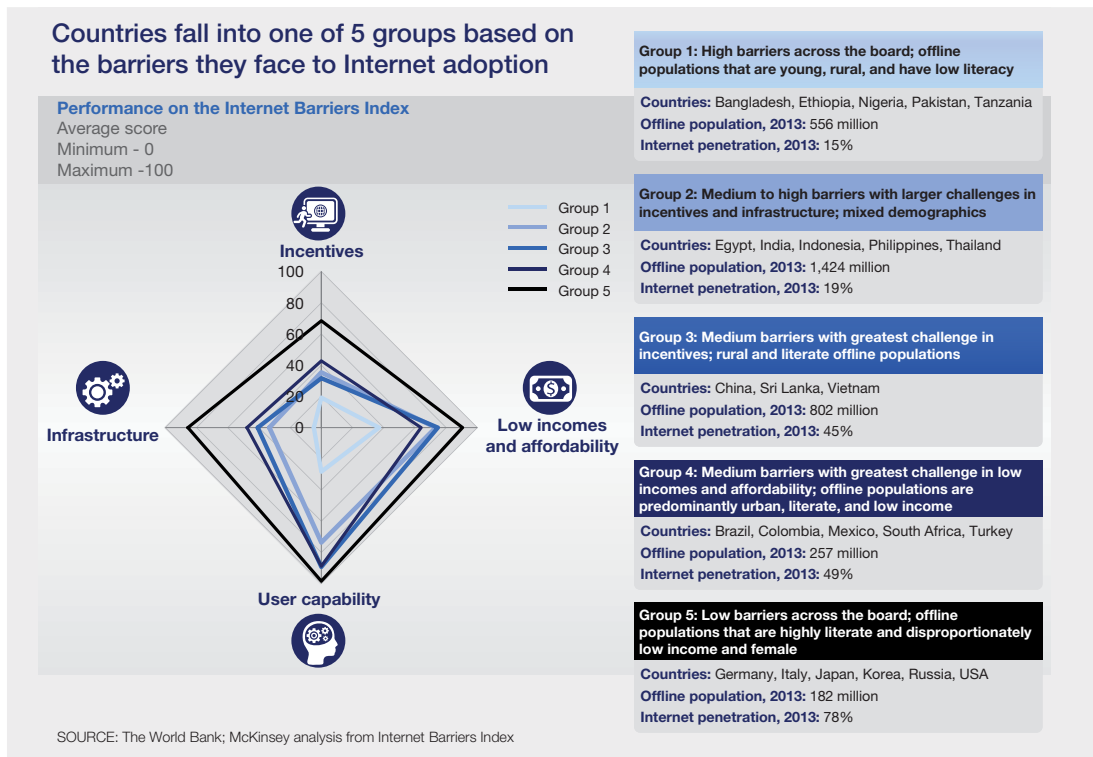 Countries fall into one of 5 groups based on
the barriers they face to Internet adoption
Performance on the Internet Barriers Index
Average score
Minimum - 0
Maximum -100
Incentives
100
80
60
40
20
0
Infrastructure
Low incomes
and affordability
User capability
Group 1
Group 2
Group 3
Group 4
Group 5
Group 1: High barriers across the board; offline
populations that are young, rural, and have low literacy
Countries: Bangladesh, Ethiopia, Nigeria, Pakistan, Tanzania
Offline population, 2013: 556 million
Internet penetration, 2013: 15%
Group 2: Medium to high barriers with larger challenges in
incentives and infrastructure; mixed demographics
Countries: Egypt, India, Indonesia, Philippines, Thailand
Offline population, 2013: 1,424 million
Internet penetration, 2013: 19%
Group 3: Medium barriers with greatest challenge in
incentives; rural and literate offline populations
Countries: China, Sri Lanka, Vietnam
Offline population, 2013: 802 million
Internet penetration, 2013: 45%
Group 4: Medium barriers with greatest challenge in low
incomes and affordability; offline populations are
predominantly urban, literate, and low income
Countries: Brazil, Colombia, Mexico, South Africa, Turkey
Offline population, 2013: 257 million
Internet penetration, 2013: 49%
Group 5: Low barriers across the board; offline
populations that are highly literate and disproportionately
low income and female
Countries: Germany, Italy, Japan, Korea, Russia, USA
Offline population, 2013: 182 million
Internet penetration, 2013: 78%
SOURCE: The World Bank; McKinsey analysis from Internet Barriers Index